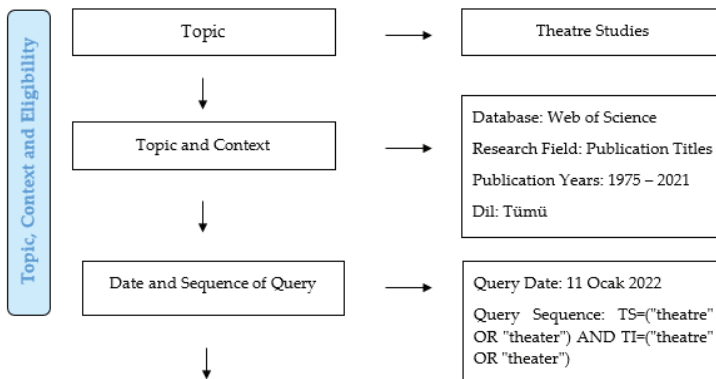 Topic, Context and Eligibility
Topic
Theatre Studies
Topic and Context
Database: Web of Science
Research Field: Publication Titles
Publication Years: 1975 – 2021
Dil: Tümü
Date and Sequence of Query
Query Date: 11 Ocak 2022
Query Sequence: TS=("theatre"
OR "theater") AND TI=("theatre"
OR "theater")